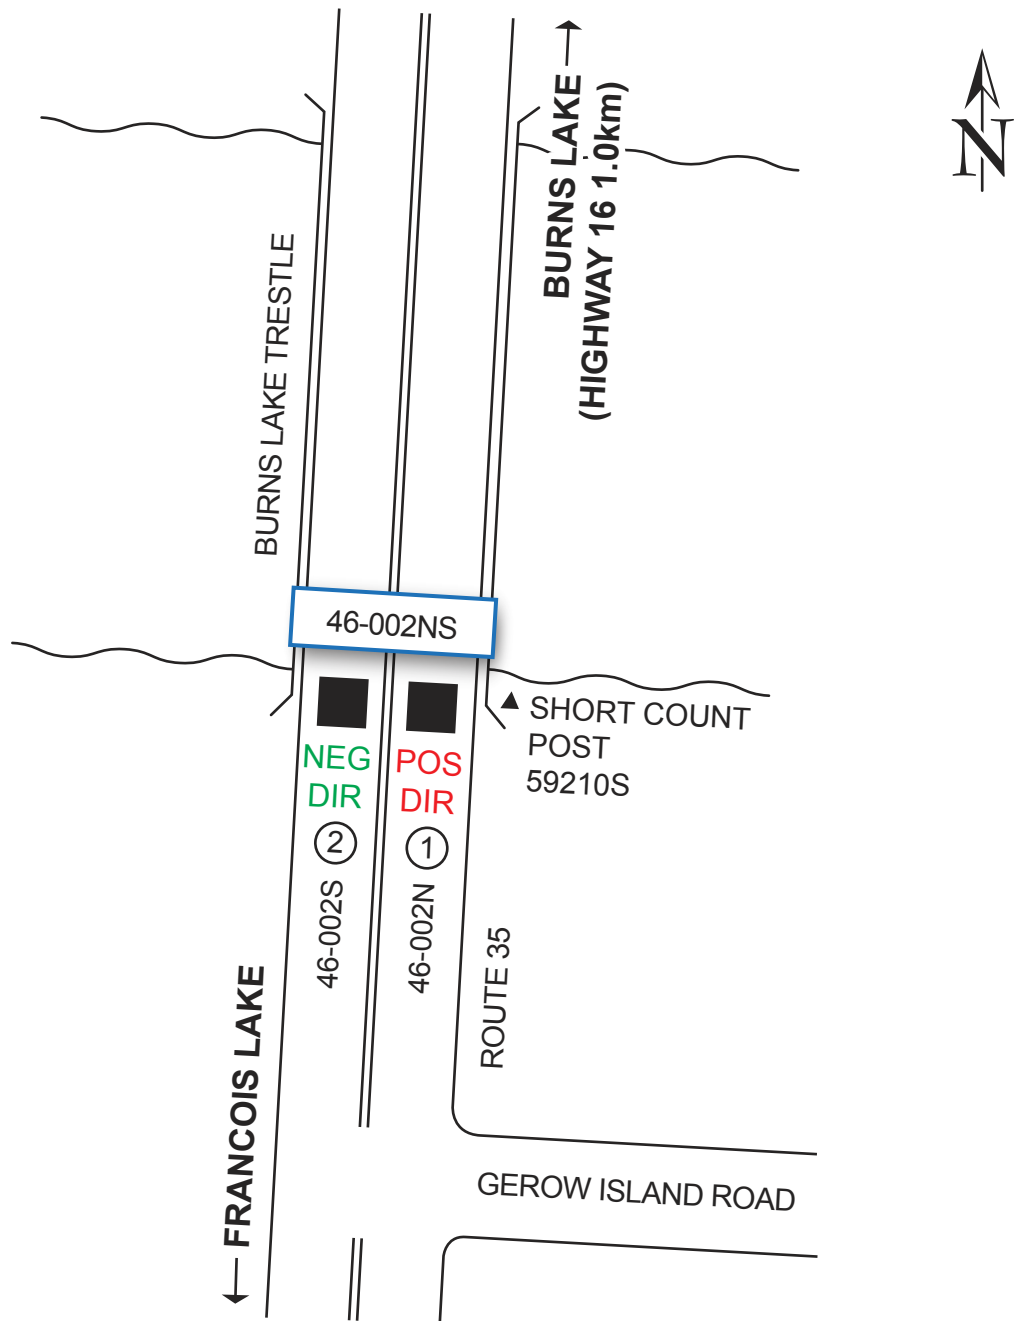 BURNS LAKE
(HIGHWAY 16 1.0km)
N
BURNS LAKE TRESTLE
46-002NS
SHORT COUNT
POST
59210S
NEG
DIR
2
46-002S
POS
DIR
1
46-002N
ROUTE 35
FRANCOIS LAKE
GEROW ISLAND ROAD